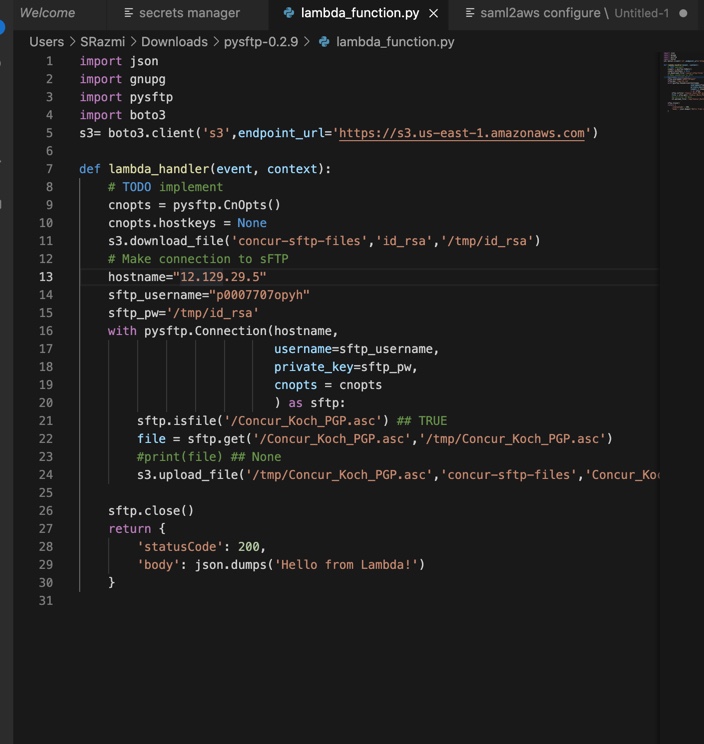 Welcome secrets manager lambda_function.py saml2aws configure \ Untitled-1
Users > SRazmi > Downloads > pysftp-0.2.9 > lambda_function.py
1 import json
2 import gnupg
3 import pysftp
4 import boto3
5 s3= boto3.client('s3',endpoint_url='https://s3.us-east-1.amazonaws.com')
6
7 def lambda_handler(event, context):
8     # TODO implement
9     cnopts = pysftp.CnOpts()
10     cnopts.hostkeys = None
11     s3.download_file('concur-sftp-files','id_rsa','/tmp/id_rsa')
12     # Make connection to sFTP
13     hostname="12.129.29.5"
14     sftp_username="p0007707opyh"
15     sftp_pw='/tmp/id_rsa'
16     with pysftp.Connection(hostname,
17                            username=sftp_username,
18                            private_key=sftp_pw,
19                            cnopts = cnopts
20                            ) as sftp:
21         sftp.isfile('/Concur_Koch_PGP.asc') ## TRUE
22         file = sftp.get('/Concur_Koch_PGP.asc','/tmp/Concur_Koch_PGP.asc')
23         #print(file) ## None
24         s3.upload_file('/tmp/Concur_Koch_PGP.asc','concur-sftp-files','Concur_Ko
25
26     sftp.close()
27     return {
28         'statusCode': 200,
29         'body': json.dumps('Hello from Lambda!')
30     }
31